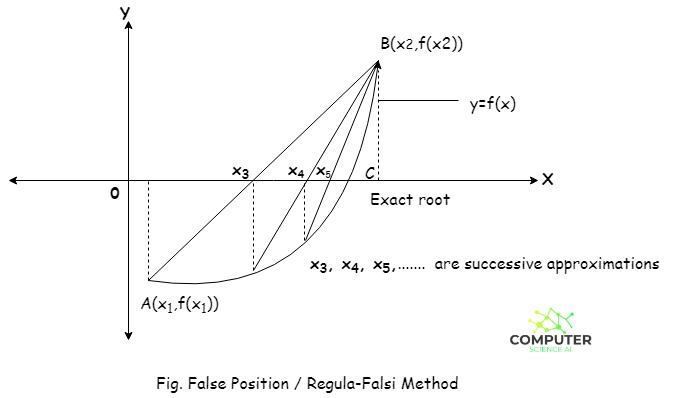 Y
B(x2,f(x2))
y=f(x)
x₃ x₄ x₅ C
X
0
Exact root
x₃, x₄, x₅,....... are successive approximations
A(x₁,f(x₁))
COMPUTER
SCIENCE AI
Fig. False Position / Regula-Falsi Method